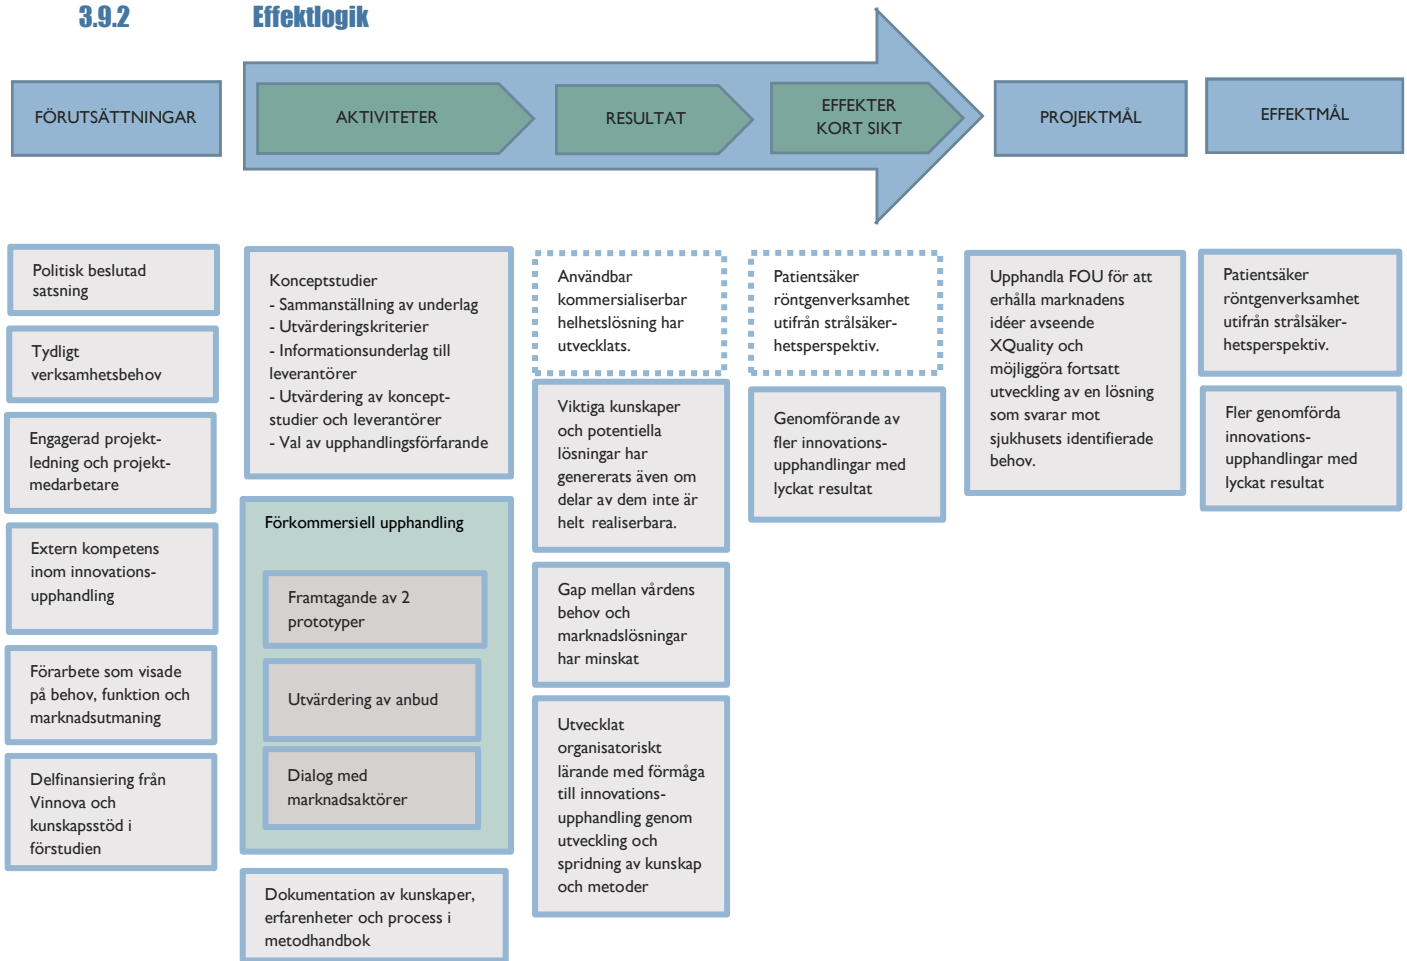 3.9.2 Effektlogik
FÖRUTSÄTTNINGAR
AKTIVITETER
RESULTAT
EFFEKTER
KORT SIKT
PROJEKTMÅL
EFFEKTMÅL
Politisk beslutad
satsning
Tydligt
verksamhetsbehov
Engagerad projekt-
ledning och projekt-
medarbetare
Extern kompetens
inom innovations-
upphandling
Förarbete som visade
på behov, funktion och
marknadsutmaning
Delfinansiering från
Vinnova och
kunskapsstöd i
förstudien
Konceptstudier
- Sammanställning av underlag
- Utvärderingskriterier
- Informationsunderlag till
leverantörer
- Utvärdering av koncept-
studier och leverantörer
- Val av upphandlingsförfarande
Förkommersiell upphandling
Framtagande av 2
prototyper
Utvärdering av anbud
Dialog med
marknadsaktörer
Dokumentation av kunskaper,
erfarenheter och process i
metodhandbok
Användbar
kommersialiserbar
helhetslösning har
utvecklats.
Viktiga kunskaper
och potentiella
lösningar har
genererats även om
delar av dem inte är
helt realiserbara.
Gap mellan vårdens
behov och
marknadslösningar
har minskat
Utvecklat
organisatoriskt
lärande med förmåga
till innovations-
upphandling genom
utveckling och
spridning av kunskap
och metoder
Patientsäker
röntgenverksamhet
utifrån strålsäker-
hetsperspektiv.
Genomförande av
fler innovations-
upphandlingar med
lyckat resultat
Upphandla FOU för att
erhålla marknadens
idéer avseende
XQuality och
möjliggöra fortsatt
utveckling av en lösning
som svarar mot
sjukhusets identifierade
behov.
Patientsäker
röntgenverksamhet
utifrån strålsäker-
hetsperspektiv.
Fler genomförda
innovations-
upphandlingar med
lyckat resultat